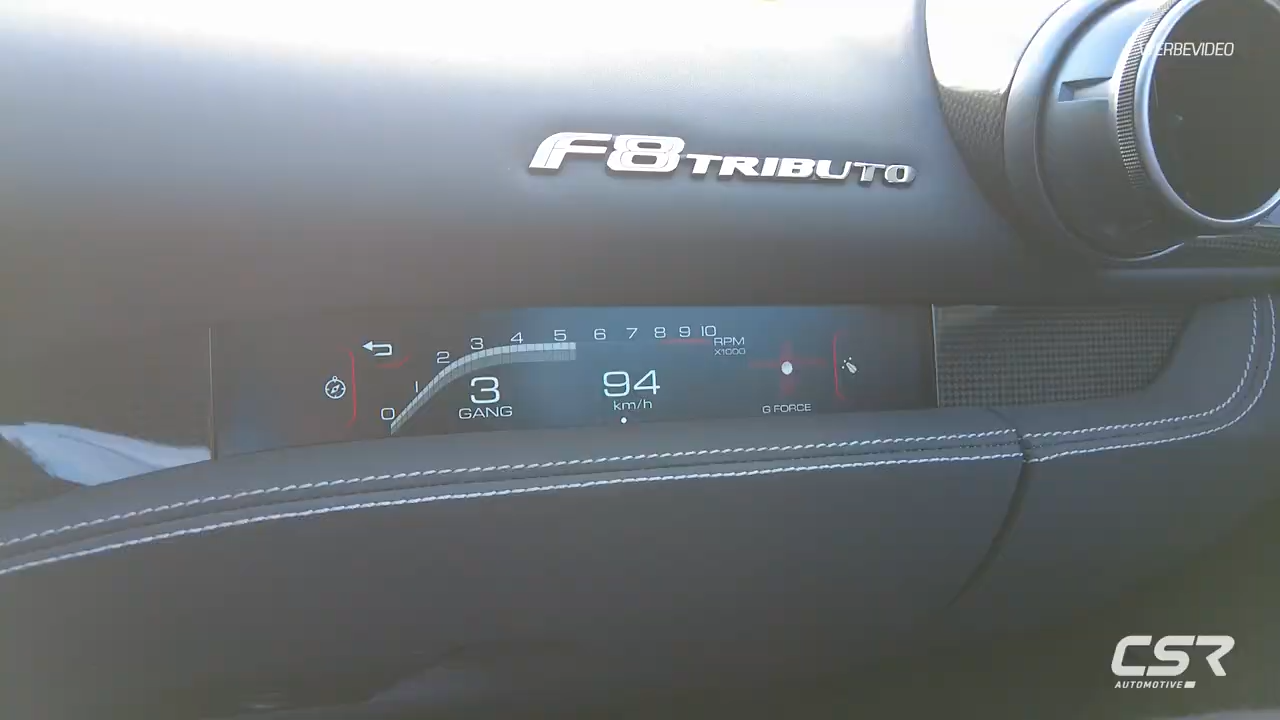 WERBEVIDEO
F8 TRIBUTO
0 1 2 3 4 5 6 7 8 9 10
RPM
X1000
3
GANG
94
km/h
G FORCE
CSR
AUTOMOTIVE